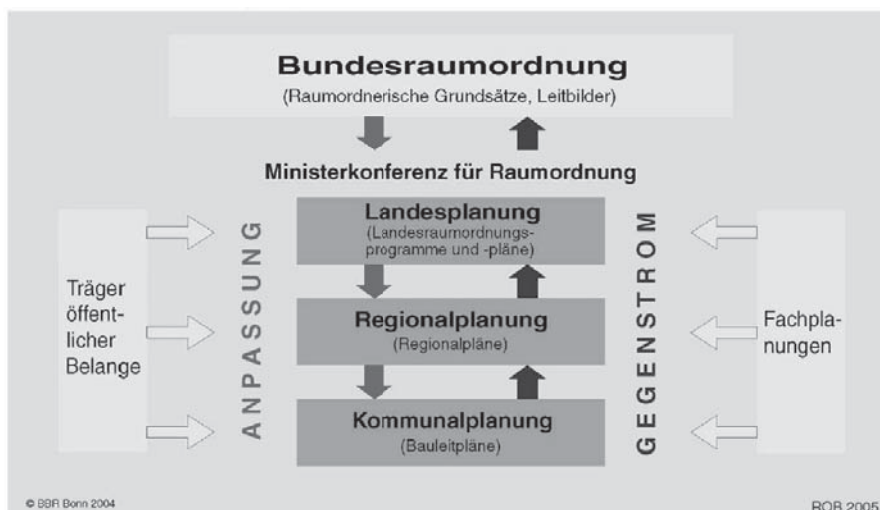 Bundesraumordnung
(Raumordnerische Grundsätze, Leitbilder)
Ministerkonferenz für Raumordnung
Landesplanung
(Landesraumordnungs-
programme und -pläne)
Regionalplanung
(Regionalpläne)
Kommunalplanung
(Bauleitpläne)
Träger
öffent-
licher
Belange
ANPASSUNG
GEGENSTROM
Fachpla-
nungen
© BBR Bonn 2004
ROB 2005